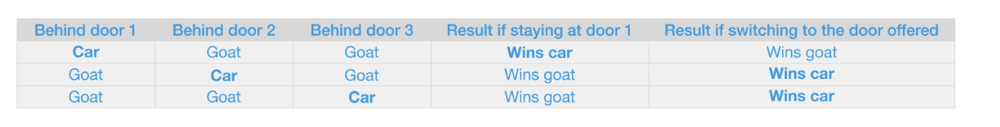 Behind door 1 Behind door 2 Behind door 3 Result if staying at door 1 Result if switching to the door offered
Car Goat Goat Wins car Wins goat
Goat Car Goat Wins goat Wins car
Goat Goat Car Wins goat Wins car